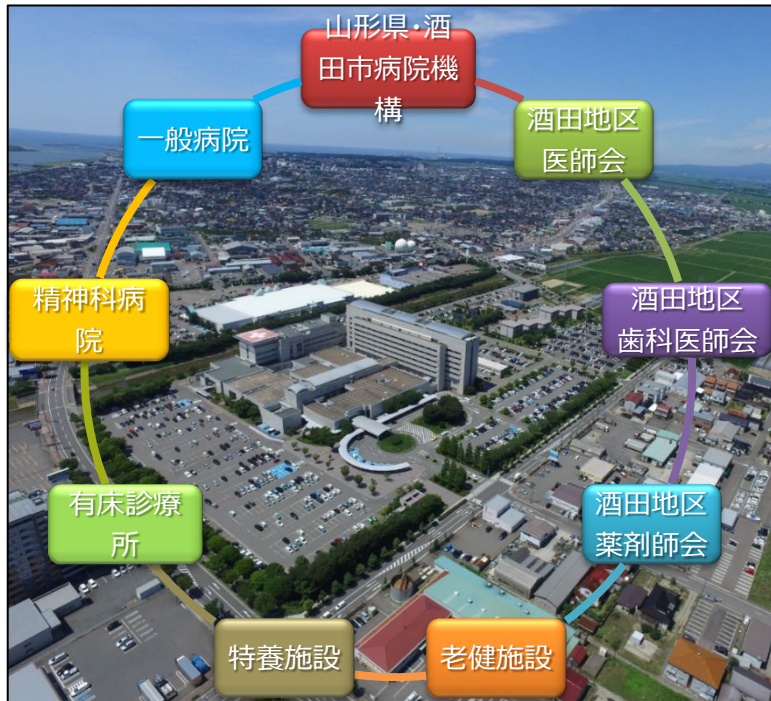 山形県・酒
田市病院機
構
酒田地区
医師会
酒田地区
歯科医師会
酒田地区
薬剤師会
老健施設
特養施設
有床診療
所
精神科病
院
一般病院